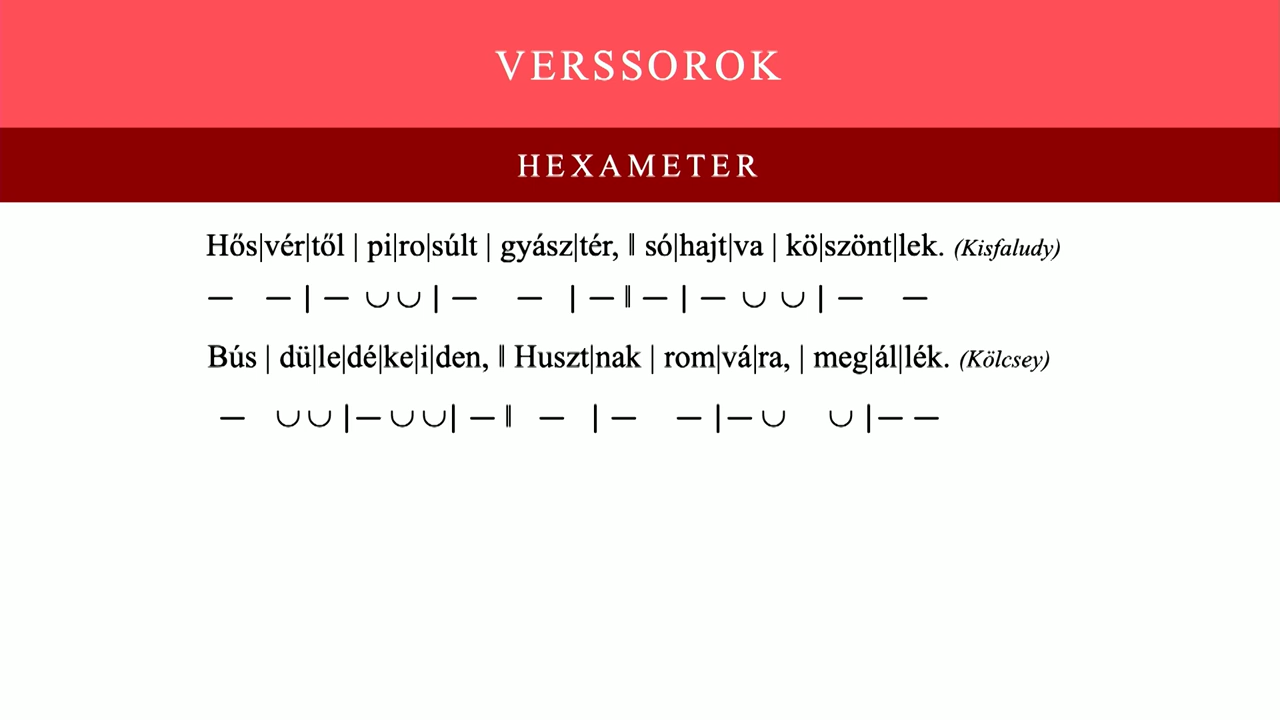 VERSSOROK
HEXAMETER
Hős|vér|től | pi|ro|súlt | gyász|tér, ‖ só|hajt|va | kö|szönt|lek. (Kisfaludy)
— — | — ∪ ∪ | — — | — ‖ — | — ∪ ∪ | — —
Bús | dü|le|dé|ke|i|den, ‖ Huszt|nak | rom|vá|ra, | meg|ál|lék. (Kölcsey)
— ∪ ∪ | — ∪ ∪ | — ‖ — | — — | — ∪ ∪ | — —